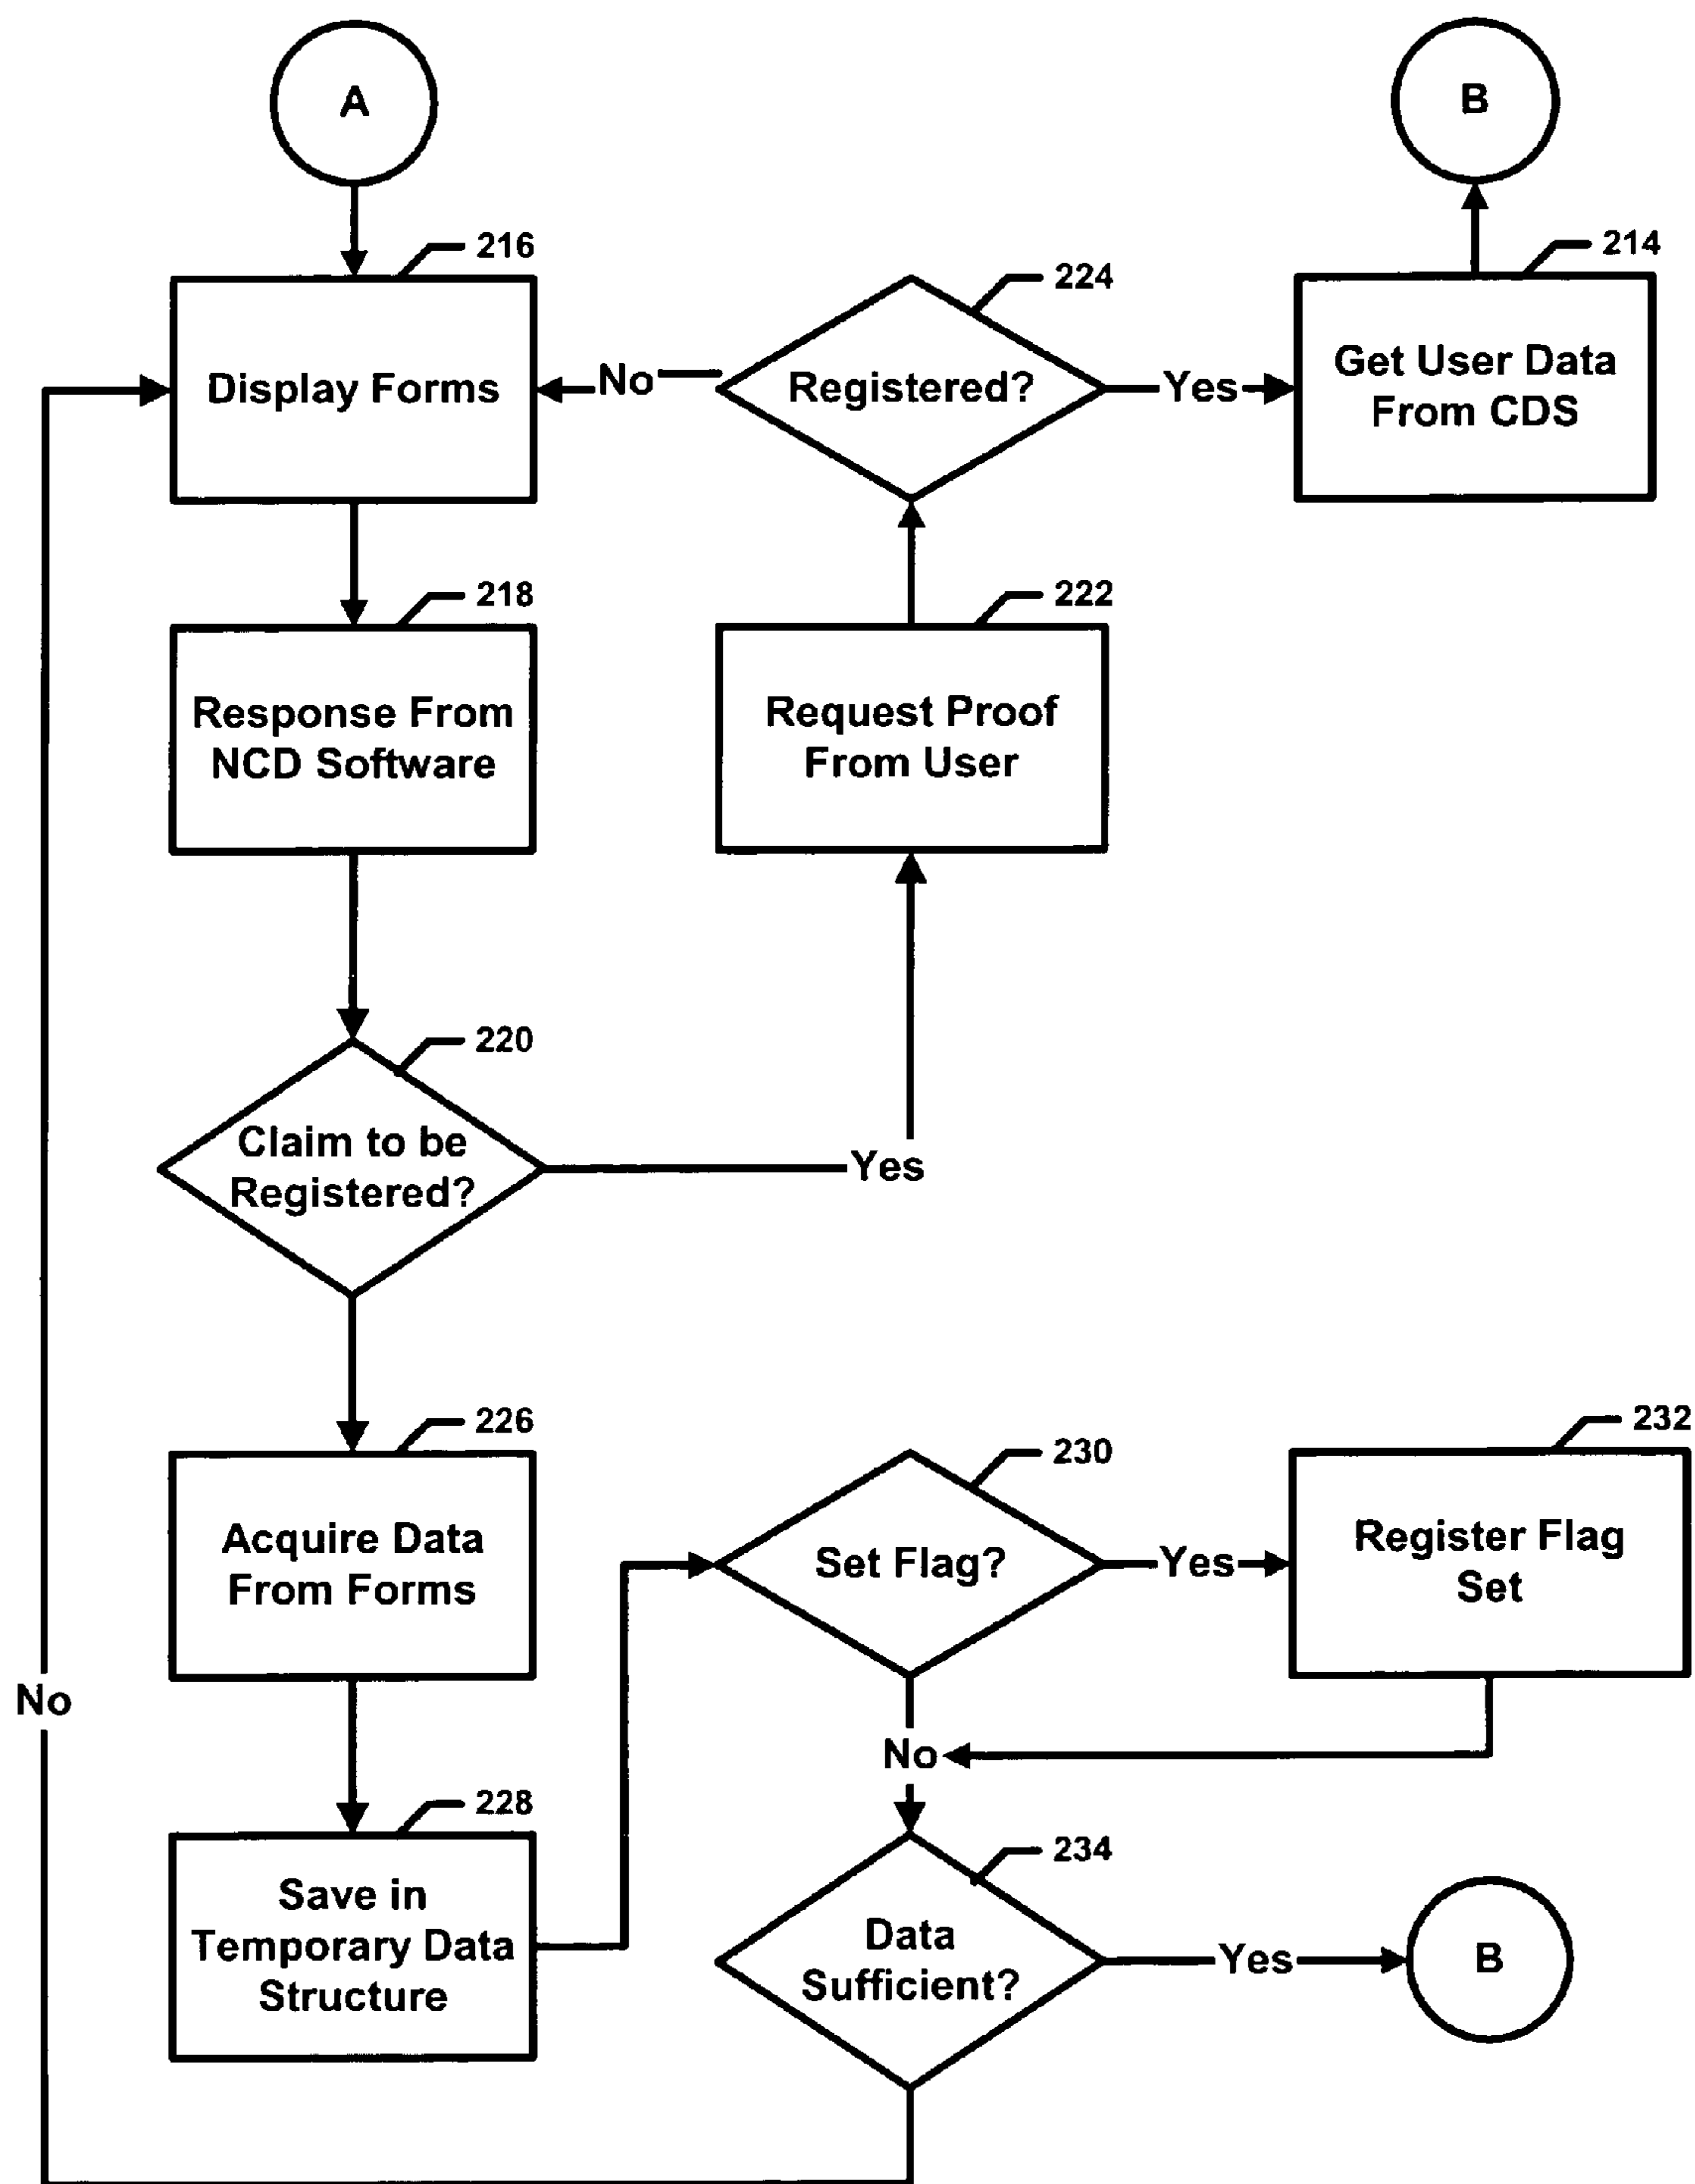 A
B
216
224
214
Display Forms
No
Registered?
Yes
Get User Data
From CDS
218
222
Response From
NCD Software
Request Proof
From User
220
Claim to be
Registered?
Yes
226
230
232
Acquire Data
From Forms
Set Flag?
Yes
Register Flag
Set
No
No
228
234
Save in
Temporary Data
Structure
Data
Sufficient?
Yes
B